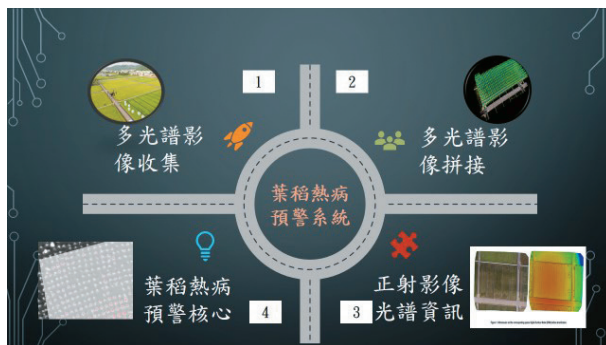 1
多光譜影
像收集
2
多光譜影
像拼接
葉稻熱病
預警系統
葉稻熱病
預警核心
4
3
正射影像
光譜資訊